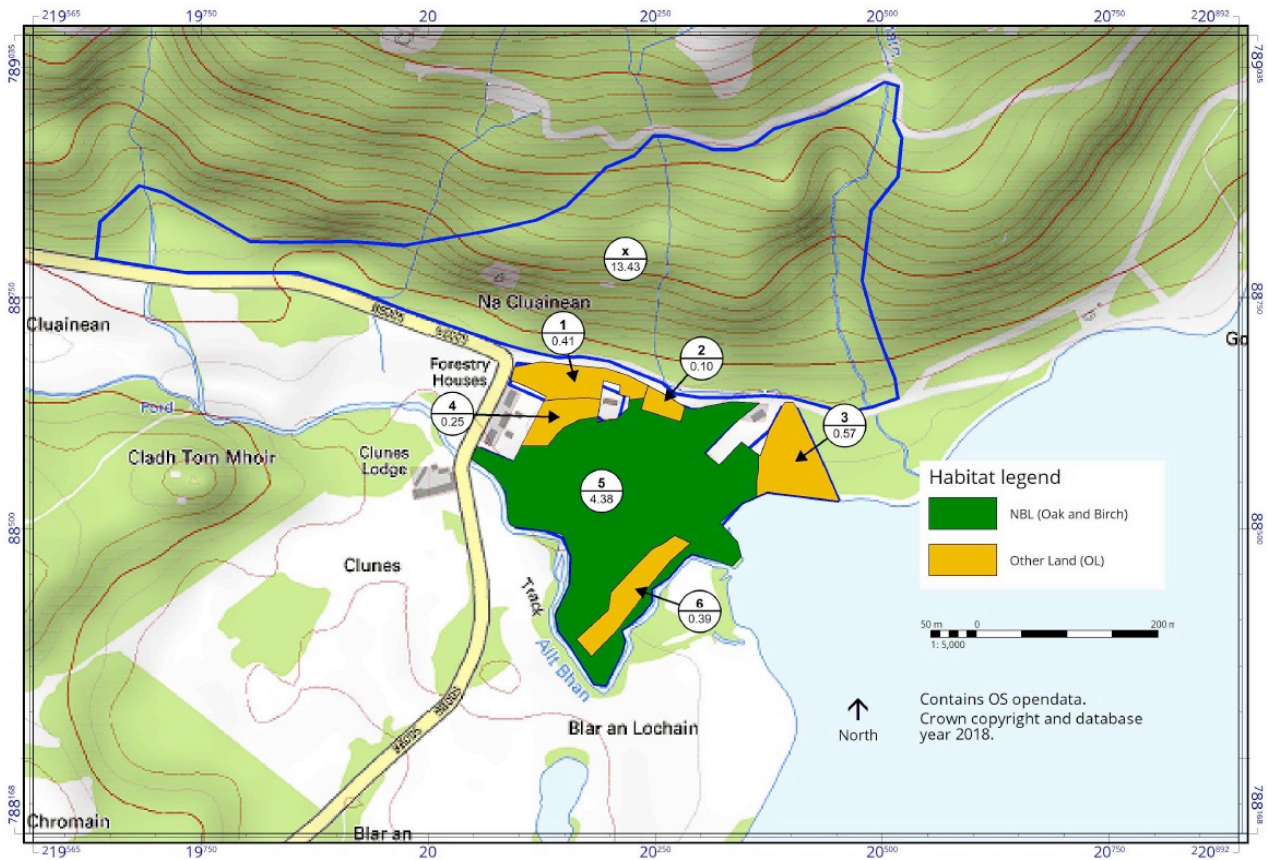 219565
19750
20
20250
20500
20750
220892
789035
789035
x
13.43
88750
88750
Na Cluainean
Cluainean
B8005
B8005
1
0.41
Go
2
0.10
Forestry
Houses
4
0.25
3
0.57
Ford
Cladh Tom Mhoir
Clunes
Lodge
5
4.38
Habitat legend
NBL (Oak and Birch)
Other Land (OL)
88500
88500
Clunes
Track
6
0.39
50 m
0
200 m
1: 5,000
Allt Bhan
B8005
B8005
North
Contains OS opendata.
Crown copyright and database
year 2018.
Blar an Lochain
788168
788168
Chromain
Blar an
219565
19750
20
20250
20500
20750
220892